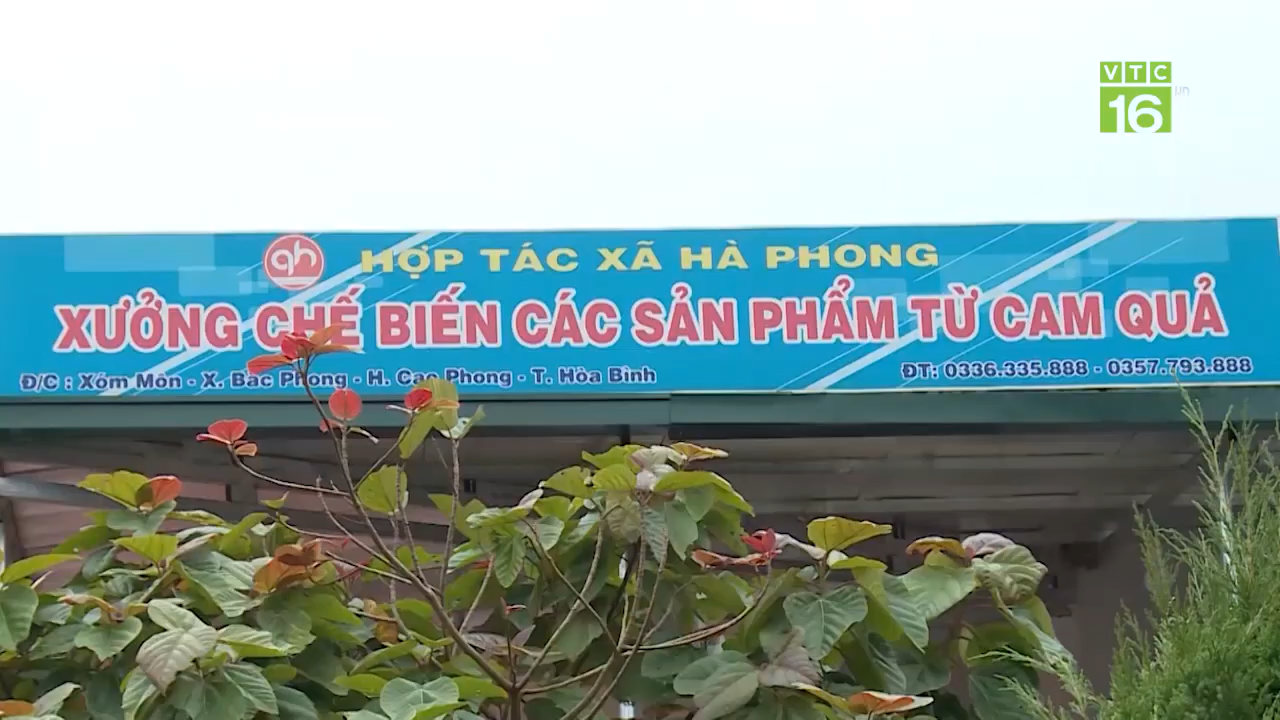 VTC
16
.vn
HỢP TÁC XÃ HÀ PHONG
XƯỞNG CHẾ BIẾN CÁC SẢN PHẨM TỪ CAM QUẢ
Đ/C : Xóm Môn - X. Bắc Phong - H. Cao Phong - T. Hòa Bình
ĐT: 0336.335.888 - 0357.793.888